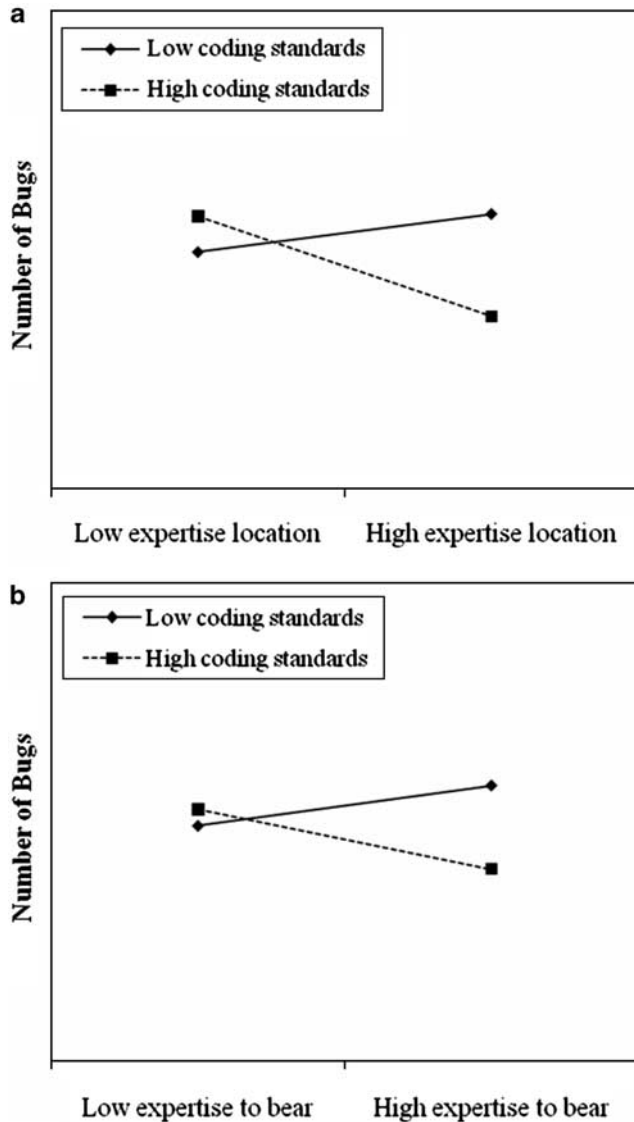 a
Low coding standards
High coding standards
Number of Bugs
Low expertise location High expertise location
b
Low coding standards
High coding standards
Number of Bugs
Low expertise to bear High expertise to bear